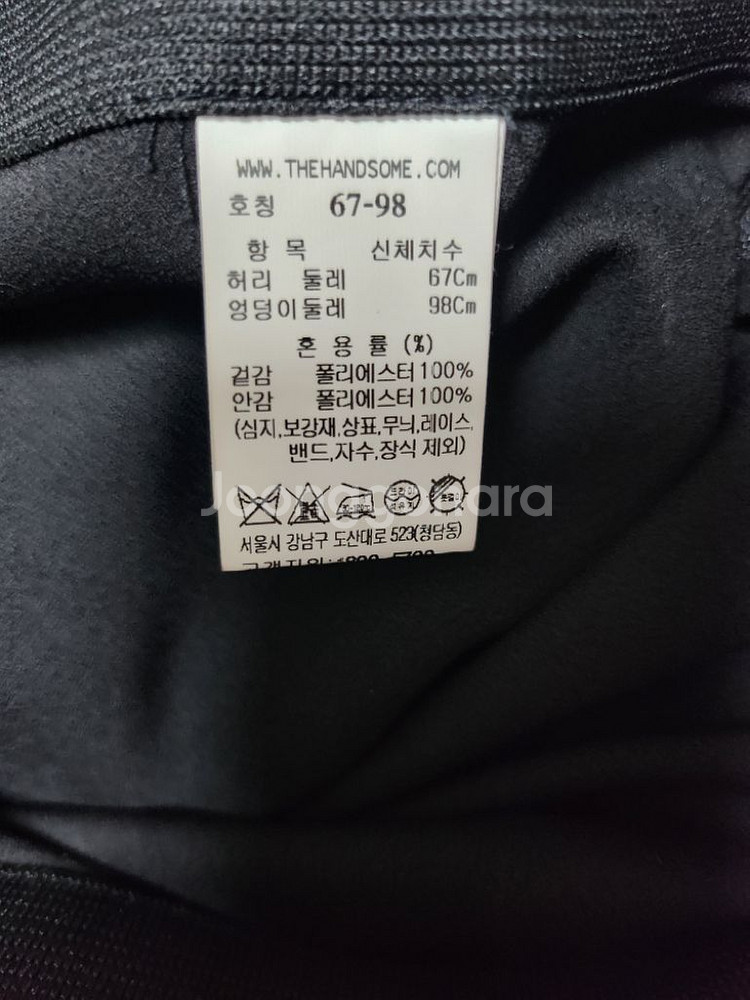 WWW.THEHANDSOME.COM
호칭 67-98
항 목 신체치수
허리 둘레 67Cm
엉덩이둘레 98Cm
혼 용 률 (%)
겉감 폴리에스터 100%
안감 폴리에스터 100%
(심지,보강재,상표,무늬,레이스,
밴드,자수,장식 제외)
Joonggonara
서울시 강남구 도산대로 523(청담동)